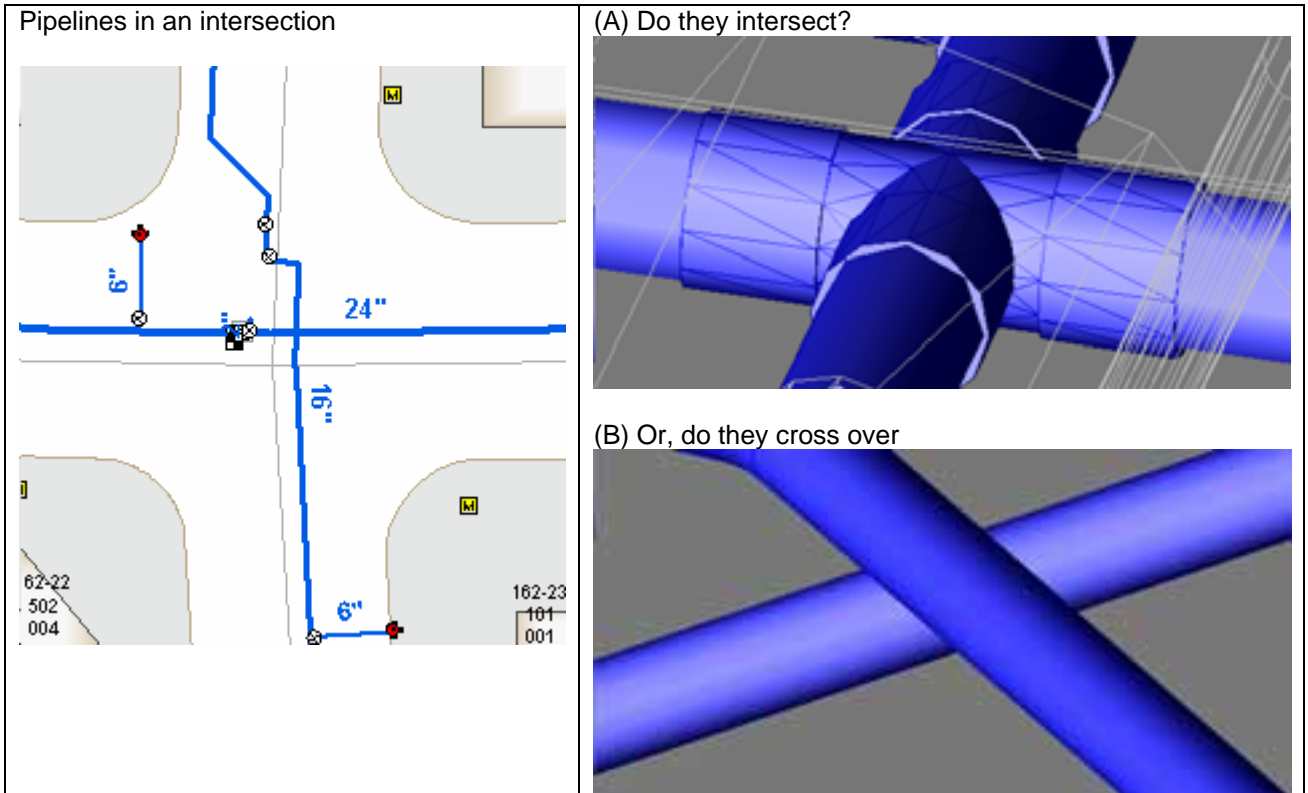 Pipelines in an intersection
6"
24"
16"
62-22
502
004
6"
162-23
101
001
(A) Do they intersect?
(B) Or, do they cross over
M
M